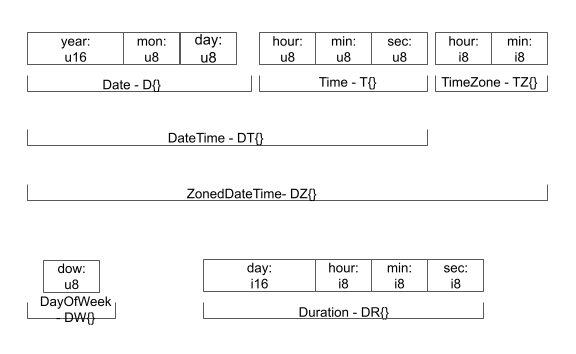 year: mon: day: hour: min: sec: hour: min:
u16 u8 u8 u8 u8 u8 i8 i8
Date - D{} Time - T{} TimeZone - TZ{}
DateTime - DT{}
ZonedDateTime- DZ{}
dow: day: hour: min: sec:
u8 i16 i8 i8 i8
DayOfWeek
- DW{} Duration - DR{}